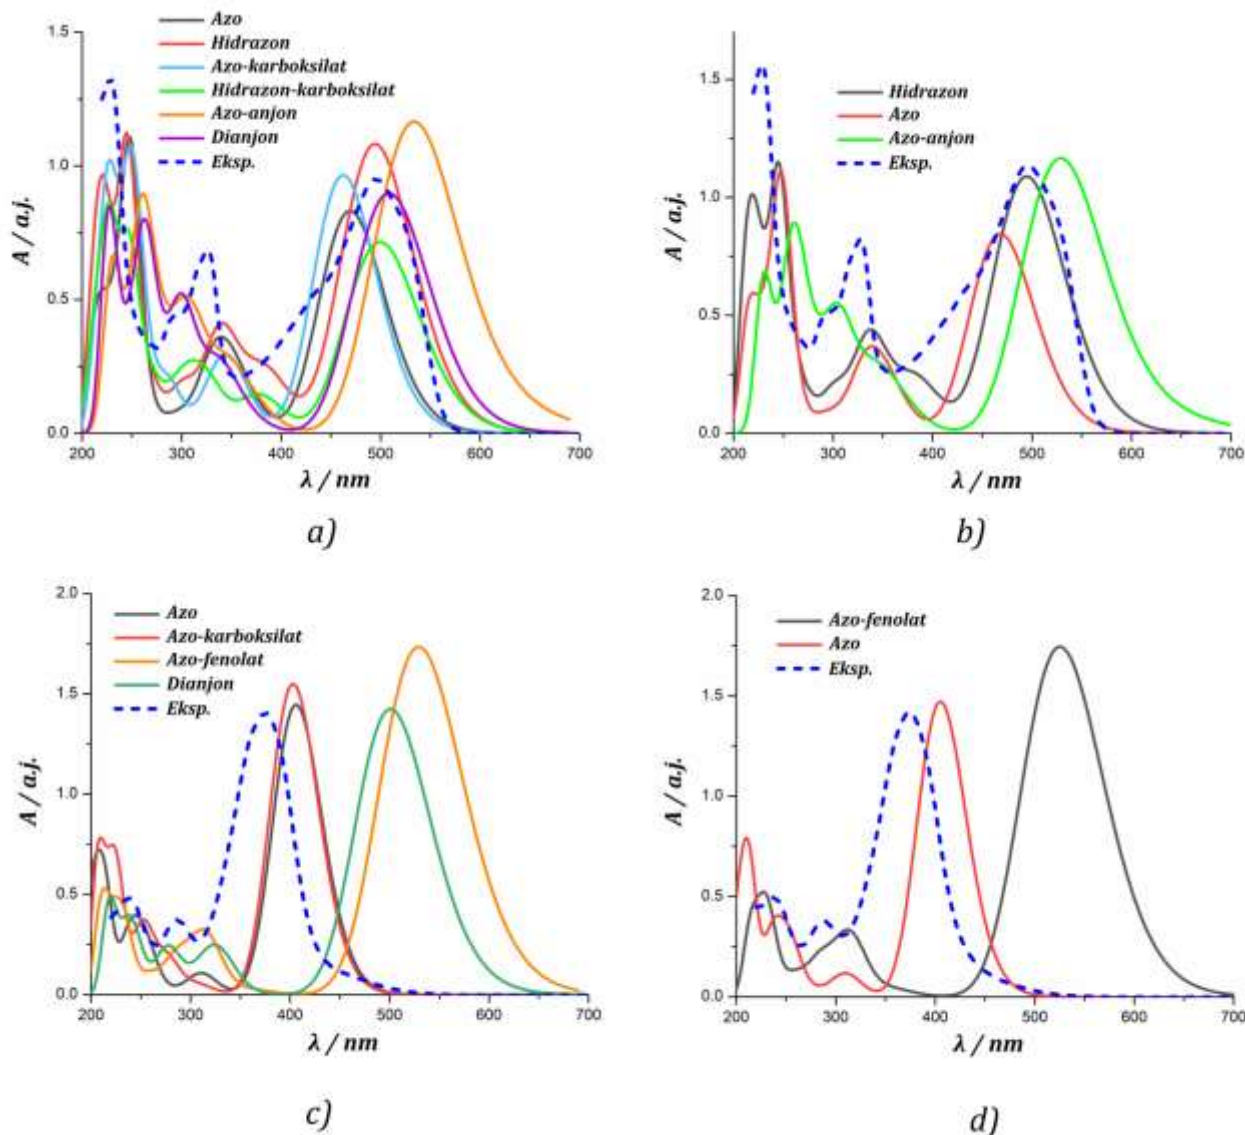 Azo
Hidrazon
Azo-karboksilat
Hidrazon-karboksilat
Azo-anjon
Dianjon
Eksp.
1.5
1.0
0.5
0.0
A / a.j.
200 300 400 500 600 700
λ / nm
a)
Hidrazon
Azo
Azo-anjon
Eksp.
1.5
1.0
0.5
0.0
A / a.j.
200 300 400 500 600 700
λ / nm
b)
Azo
Azo-karboksilat
Azo-fenolat
Dianjon
Eksp.
2.0
1.5
1.0
0.5
0.0
A / a.j.
200 300 400 500 600 700
λ / nm
c)
Azo-fenolat
Azo
Eksp.
2.0
1.5
1.0
0.5
0.0
A / a.j.
200 300 400 500 600 700
λ / nm
d)